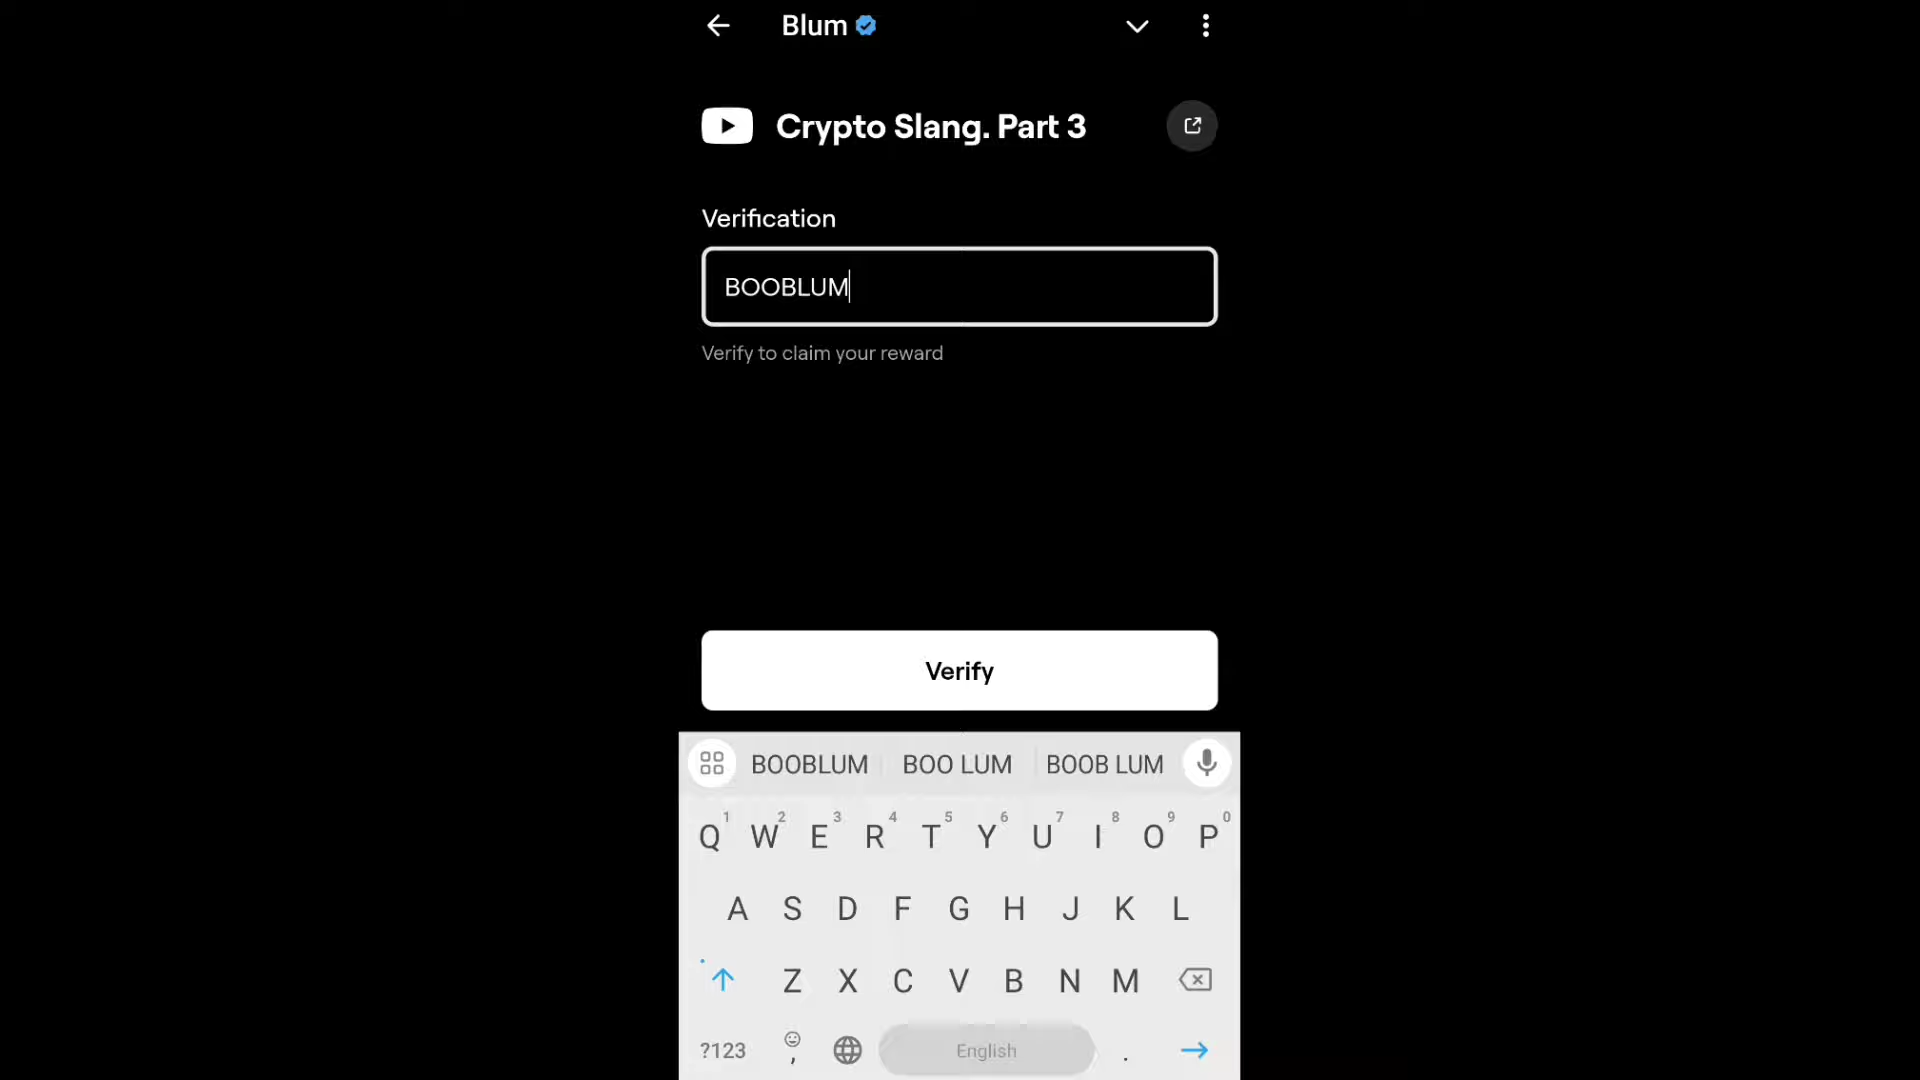 Blum
Crypto Slang. Part 3
Verification
BOOBLUM
Verify to claim your reward
Verify
BOOBLUM BOO LUM BOOB LUM
1 2 3 4 5 6 7 8 9 0
Q W E R T Y U I O P
A S D F G H J K L
Z X C V B N M
?123 , English .